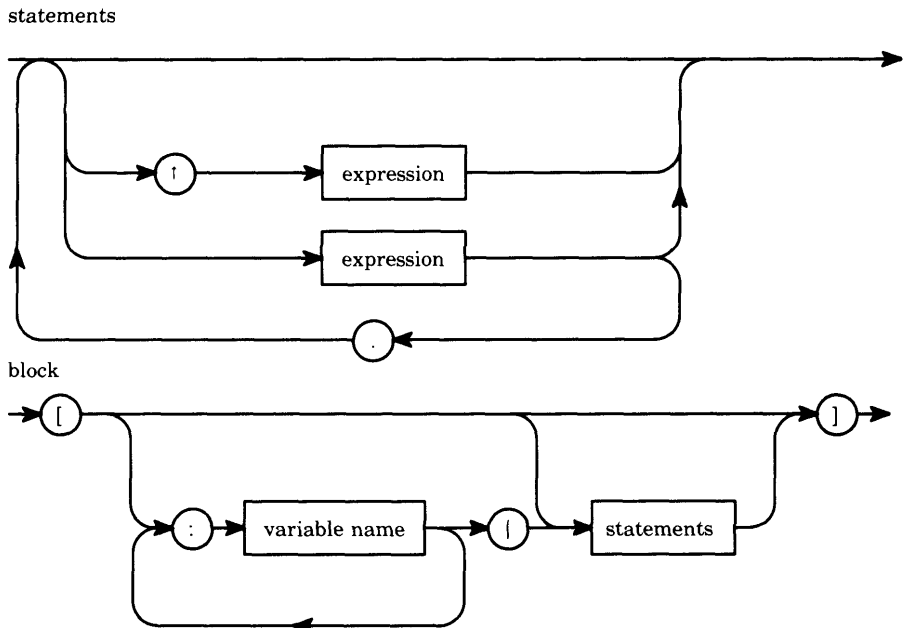 statements
↑ expression
expression
.
block
[ ]
: variable name | statements